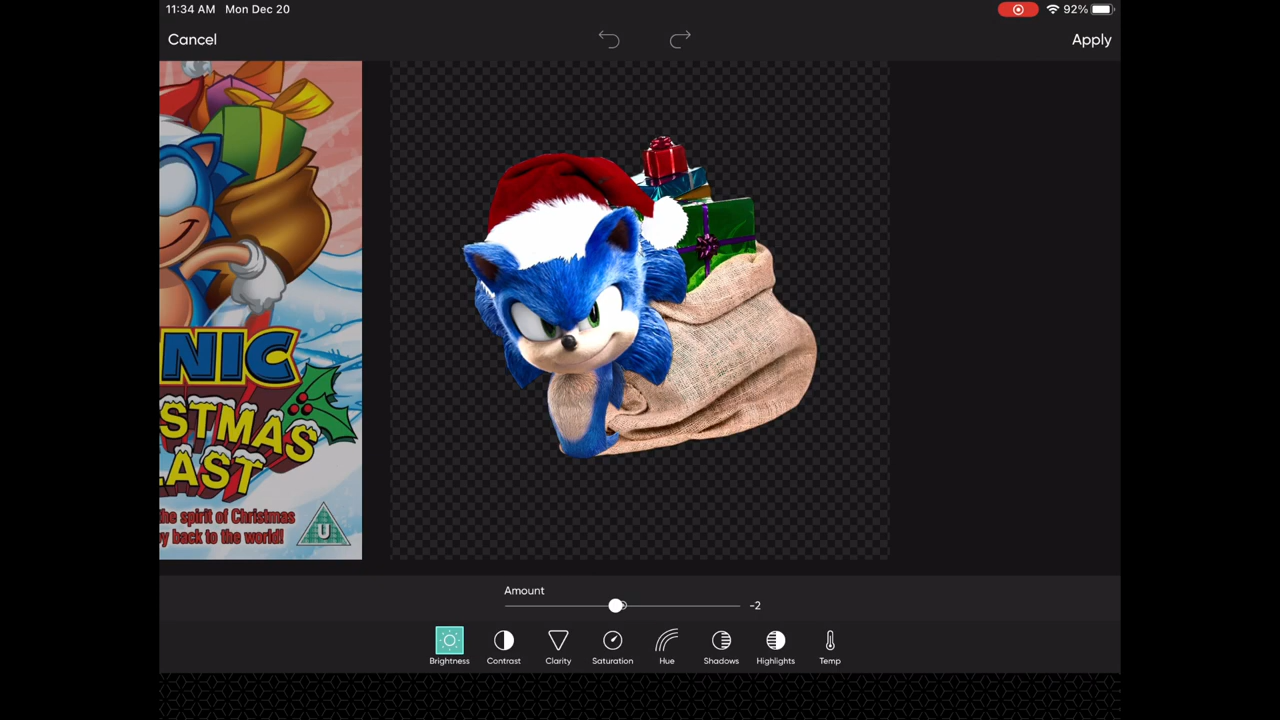 11:34 AM Mon Dec 20
92%
Cancel
Apply
NIC
STMAS
LAST
he spirit of Christmas
y back to the world!
U
Amount
-2
Brightness
Contrast
Clarity
Saturation
Hue
Shadows
Highlights
Temp